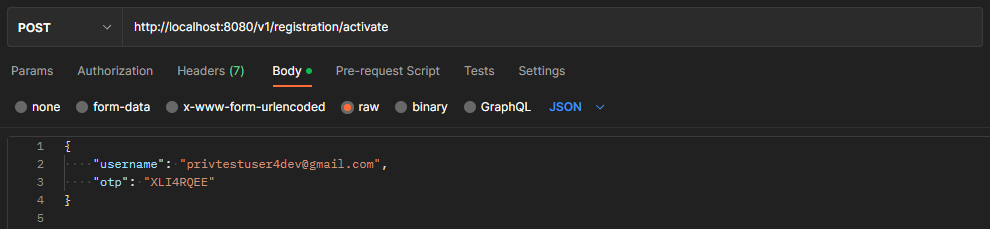 POST http://localhost:8080/v1/registration/activate
Params Authorization Headers (7) Body Pre-request Script Tests Settings
none form-data x-www-form-urlencoded raw binary GraphQL JSON
1 {
2 "username": "privtestuser4dev@gmail.com",
3 "otp": "XLI4RQEE"
4 }
5